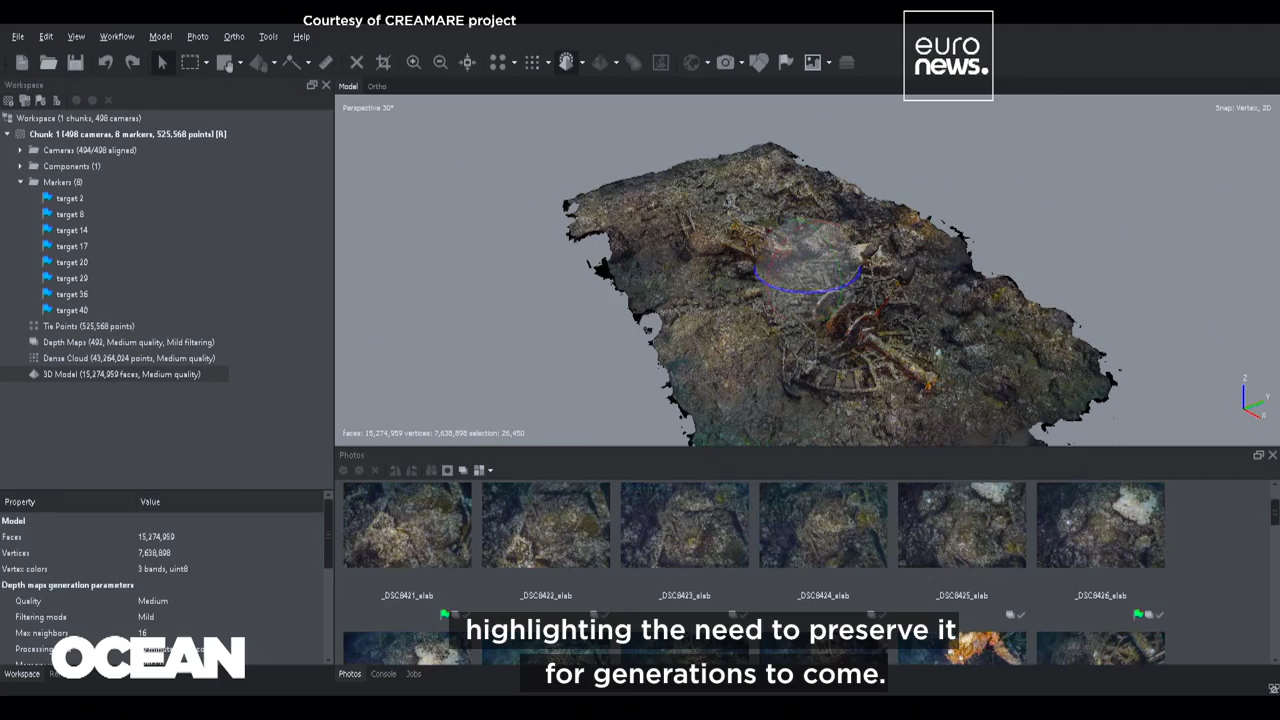 Courtesy of CREAMARE project
euro
news.
File Edit View Workflow Model Photo Ortho Tools Help
Workspace
Workspace (1 chunks, 498 cameras)
Chunk 1 (498 cameras, 8 markers, 525,568 points) [R]
Cameras (494/498 aligned)
Components (1)
Markers (8)
target 2
target 8
target 14
target 17
target 20
target 29
target 36
target 40
Tie Points (525,568 points)
Depth Maps (492, Medium quality, Mild filtering)
Dense Cloud (43,264,024 points, Medium quality)
3D Model (15,274,959 faces, Medium quality)
Model Ortho
Perspective 30°
Snap: Vertex, 2D
Z
Y
X
faces: 15,274,959 vertices: 7,638,898 selection: 26,450
Property Value
Model
Faces 15,274,959
Vertices 7,638,898
Vertex colors 3 bands, uint8
Depth maps generation parameters
Quality Medium
Filtering mode Mild
Max neighbors 16
Photos
_DSC8421_elab _DSC8422_elab _DSC8423_elab _DSC8424_elab _DSC8425_elab _DSC8426_elab
OCEAN
highlighting the need to preserve it
for generations to come.
Workspace
Photos Console Jobs